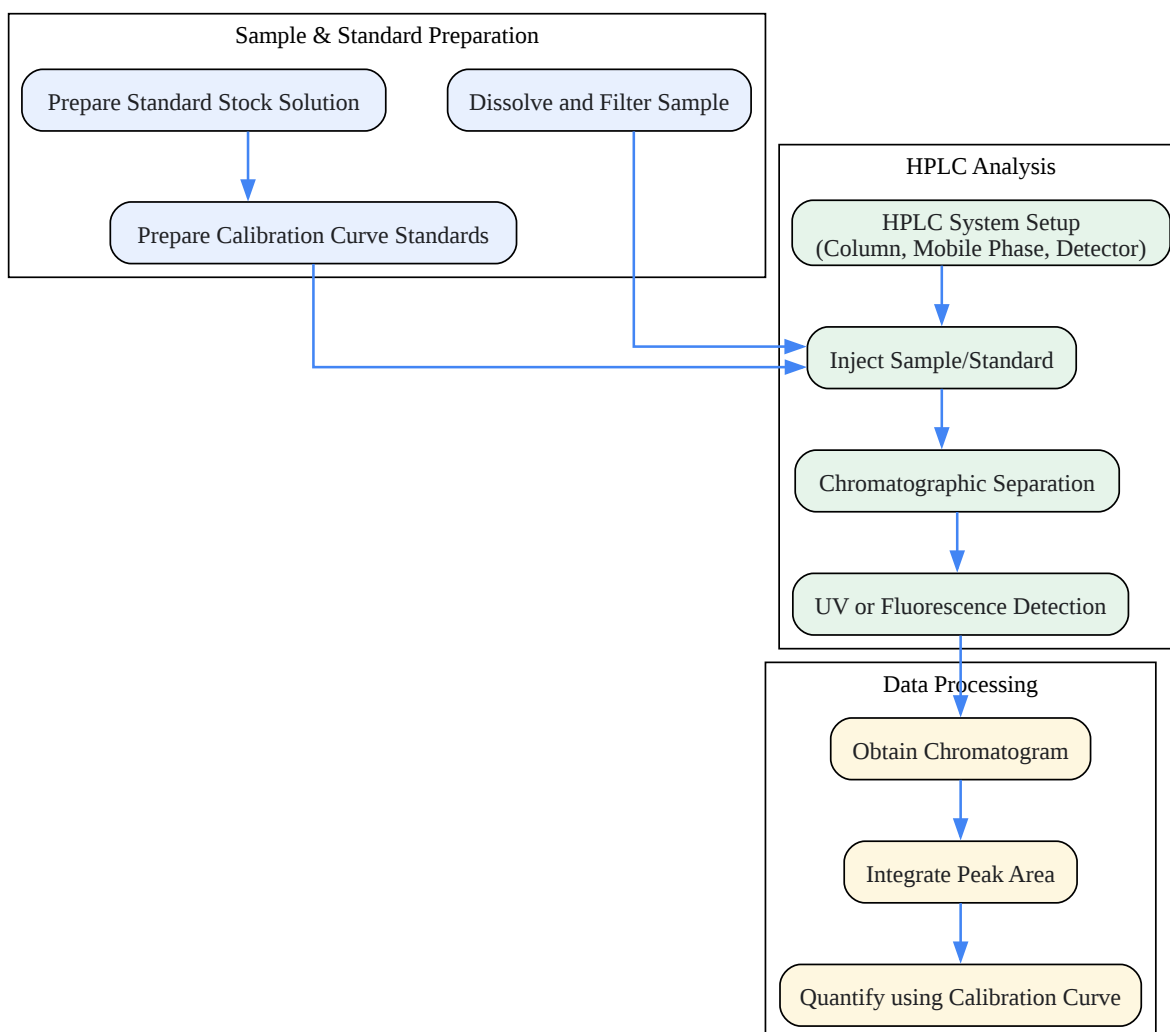 Sample & Standard Preparation
Prepare Standard Stock Solution
Dissolve and Filter Sample
Prepare Calibration Curve Standards
HPLC Analysis
HPLC System Setup
(Column, Mobile Phase, Detector)
Inject Sample/Standard
Chromatographic Separation
UV or Fluorescence Detection
Data Processing
Obtain Chromatogram
Integrate Peak Area
Quantify using Calibration Curve